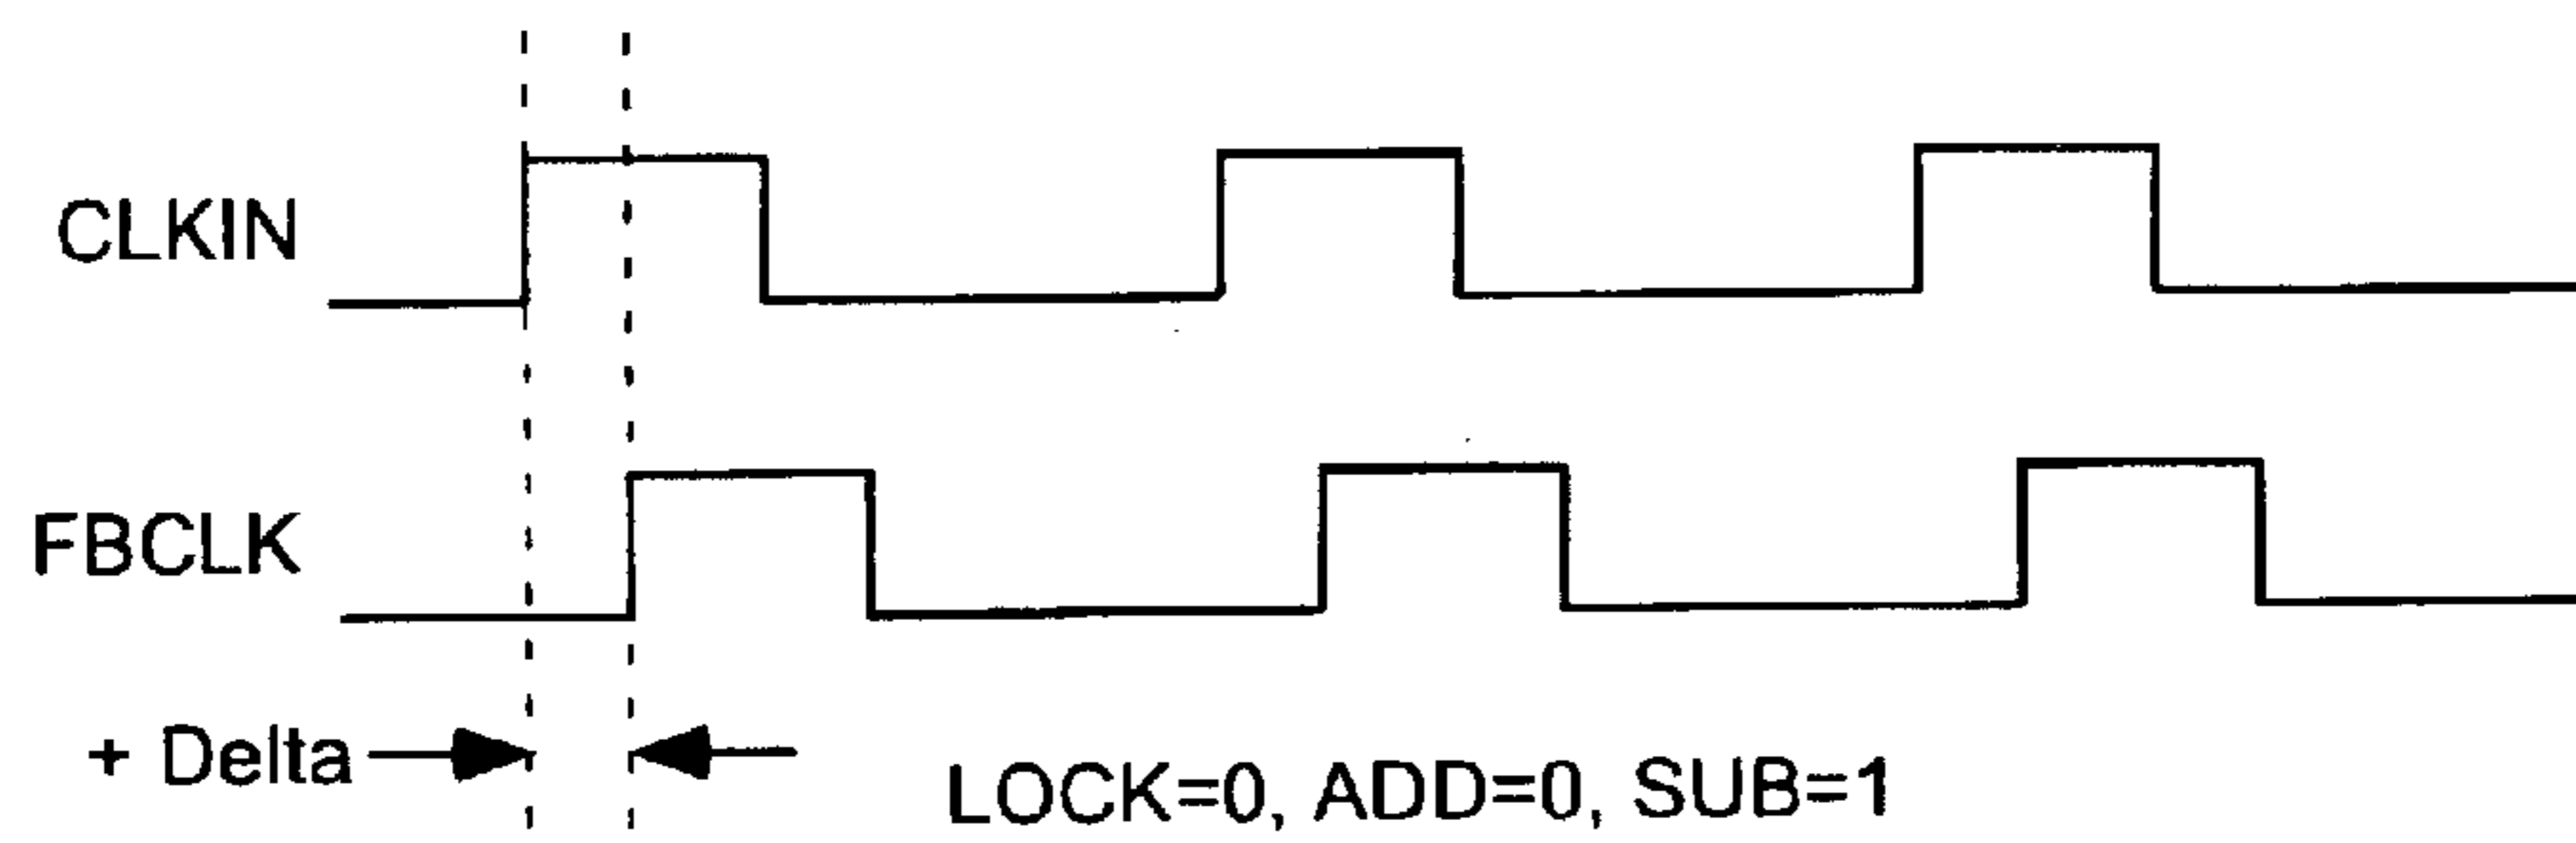 CLKIN
FBCLK
+ Delta
LOCK=0, ADD=0, SUB=1